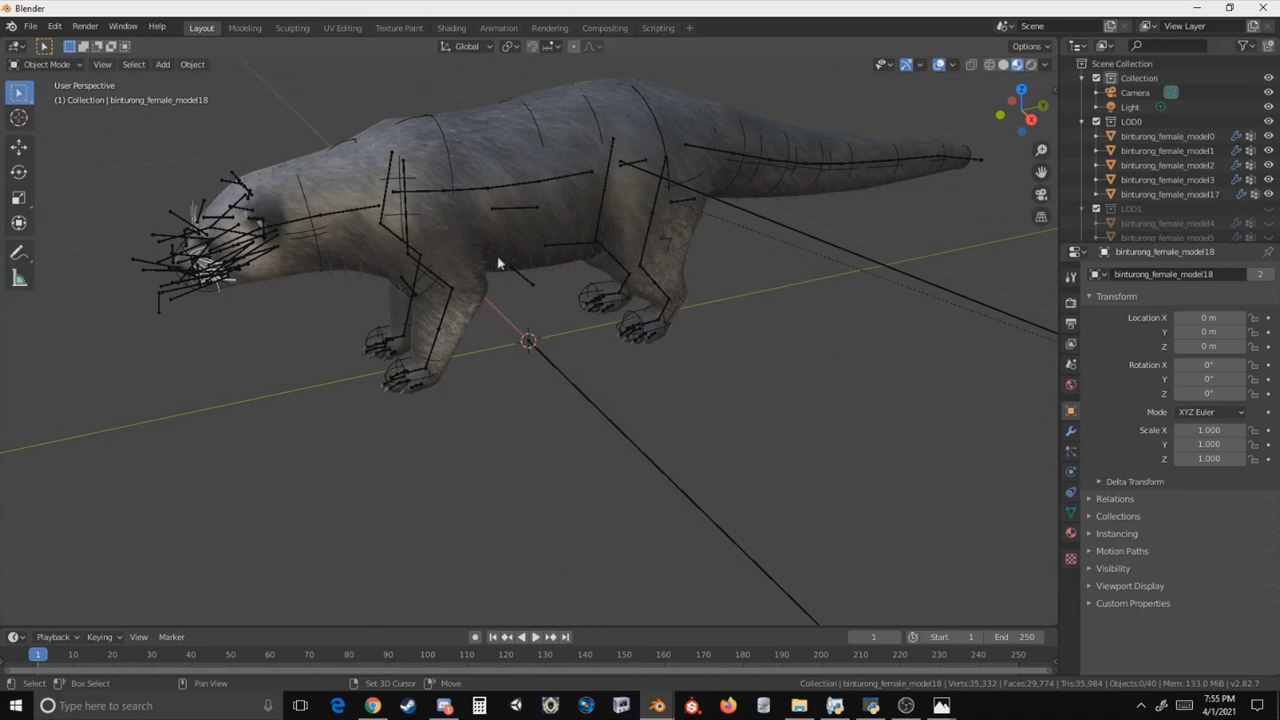 Blender
File Edit Render Window Help
Layout Modeling Sculpting UV Editing Texture Paint Shading Animation Rendering Compositing Scripting +
Scene
View Layer
Global
Options
Object Mode View Select Add Object
User Perspective
(1) Collection | binturong_female_model18
Z
Y
X
Scene Collection
Collection
Camera
Light
LOD0
binturong_female_model0
binturong_female_model1
binturong_female_model2
binturong_female_model3
binturong_female_model17
LOD1
binturong_female_model4
binturong_female_model5
binturong_female_model18
binturong_female_model18 2
Transform
Location X 0 m
Y 0 m
Z 0 m
Rotation X 0°
Y 0°
Z 0°
Mode XYZ Euler
Scale X 1.000
Y 1.000
Z 1.000
Delta Transform
Relations
Collections
Instancing
Motion Paths
Visibility
Viewport Display
Custom Properties
Playback Keying View Marker
1 Start 1 End 250
1 10 20 30 40 50 60 70 80 90 100 110 120 130 140 150 160 170 180 190 200 210 220 230 240 250
Select Box Select Pan View Set 3D Cursor Move
Collection | binturong_female_model18 | Verts:35,332 | Faces:29,774 | Tris:35,984 | Objects:0/40 | Mem: 133.0 MiB | v2.82.7
Type here to search
7:55 PM
4/1/2021